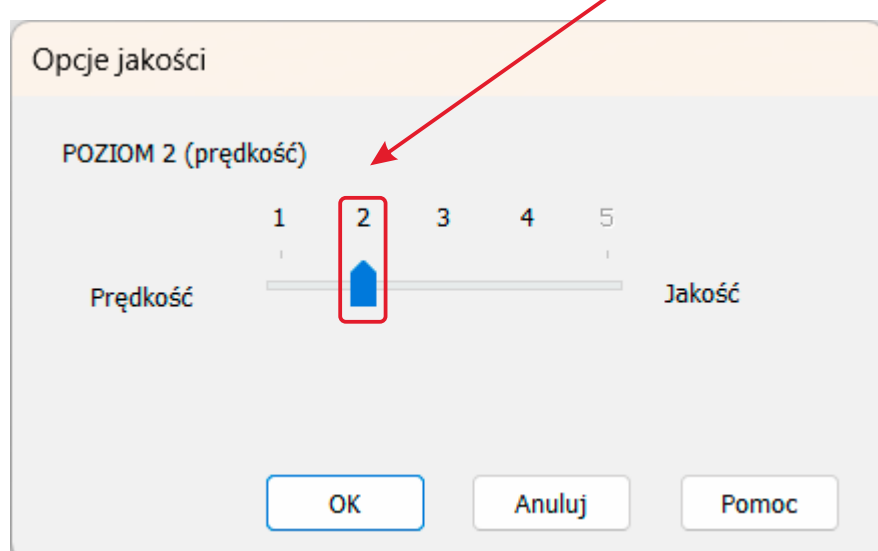 Opcje jakości
POZIOM 2 (prędkość)
1 2 3 4 5
Prędkość Jakość
OK Anuluj Pomoc